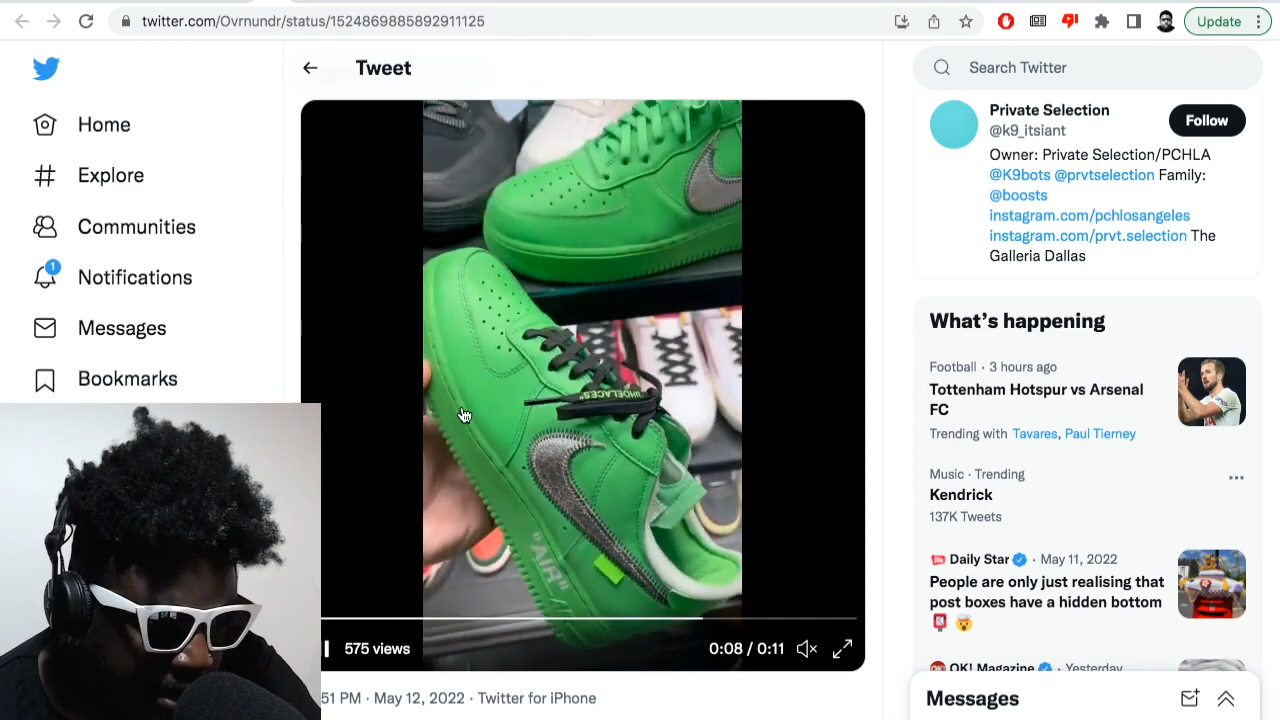 twitter.com/Ovrnundr/status/1524869885892911125
Update
Home
Explore
Communities
1
Notifications
Messages
Bookmarks
Tweet
"SHOELACES"
"AIR"
575 views
0:08 / 0:11
51 PM · May 12, 2022 · Twitter for iPhone
Search Twitter
Private Selection
@k9_itsiant
Follow
Owner: Private Selection/PCHLA
@K9bots @prvtselection Family:
@boosts
instagram.com/pchlosangeles
instagram.com/prvt.selection The
Galleria Dallas
What's happening
Football · 3 hours ago
Tottenham Hotspur vs Arsenal
FC
Trending with Tavares, Paul Tierney
Music · Trending
Kendrick
137K Tweets
Daily Star · May 11, 2022
People are only just realising that
post boxes have a hidden bottom
OK! Magazine · Yesterday
Messages